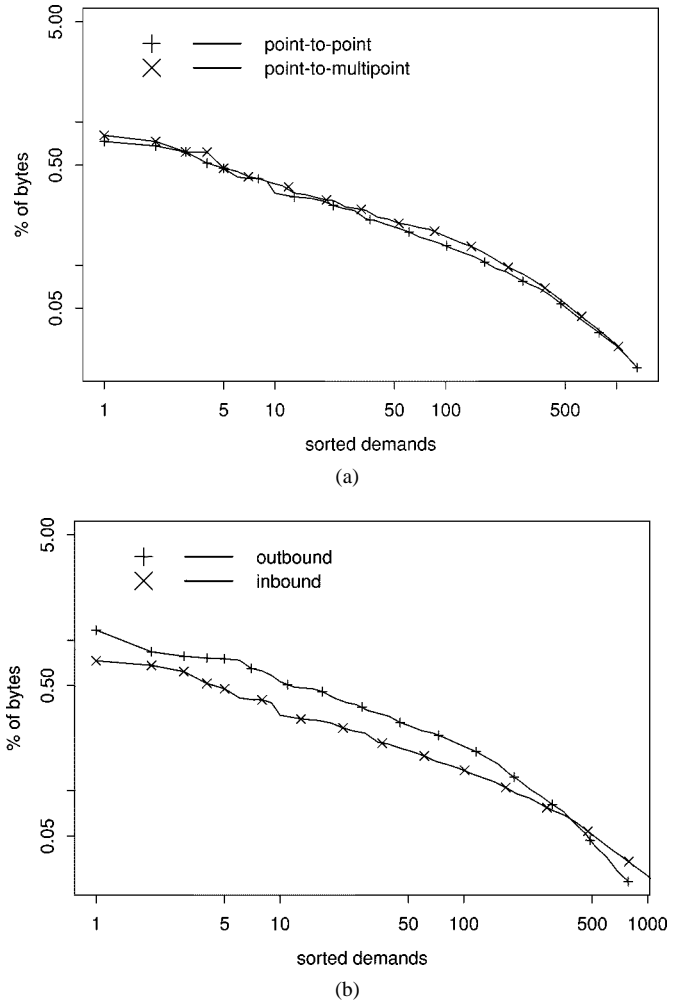 5.00
0.50
0.05
% of bytes
point-to-point
point-to-multipoint
1 5 10 50 100 500
sorted demands
(a)
5.00
0.50
0.05
% of bytes
outbound
inbound
1 5 10 50 100 500 1000
sorted demands
(b)